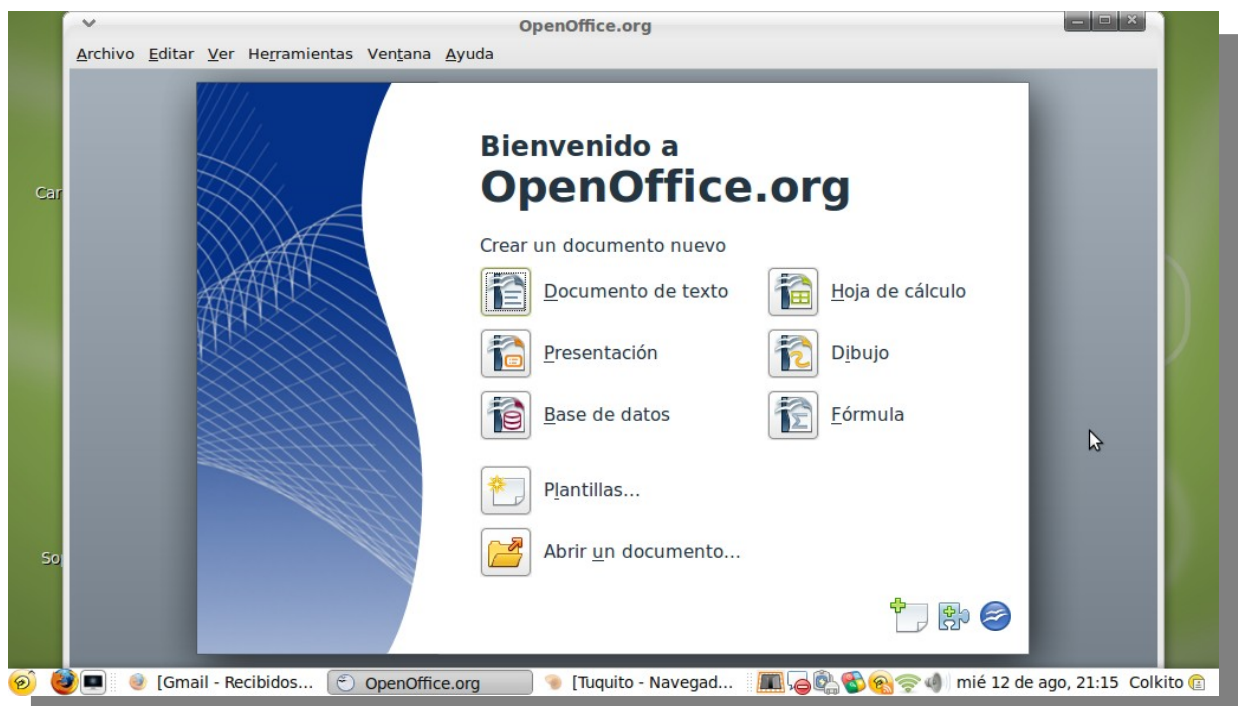 OpenOffice.org
Archivo Editar Ver Herramientas Ventana Ayuda
Bienvenido a
OpenOffice.org
Crear un documento nuevo
Documento de texto
Hoja de cálculo
Presentación
Dibujo
Base de datos
Fórmula
Plantillas...
Abrir un documento...
[Gmail - Recibidos... OpenOffice.org [Tuquito - Navegad... mié 12 de ago, 21:15 Colkito